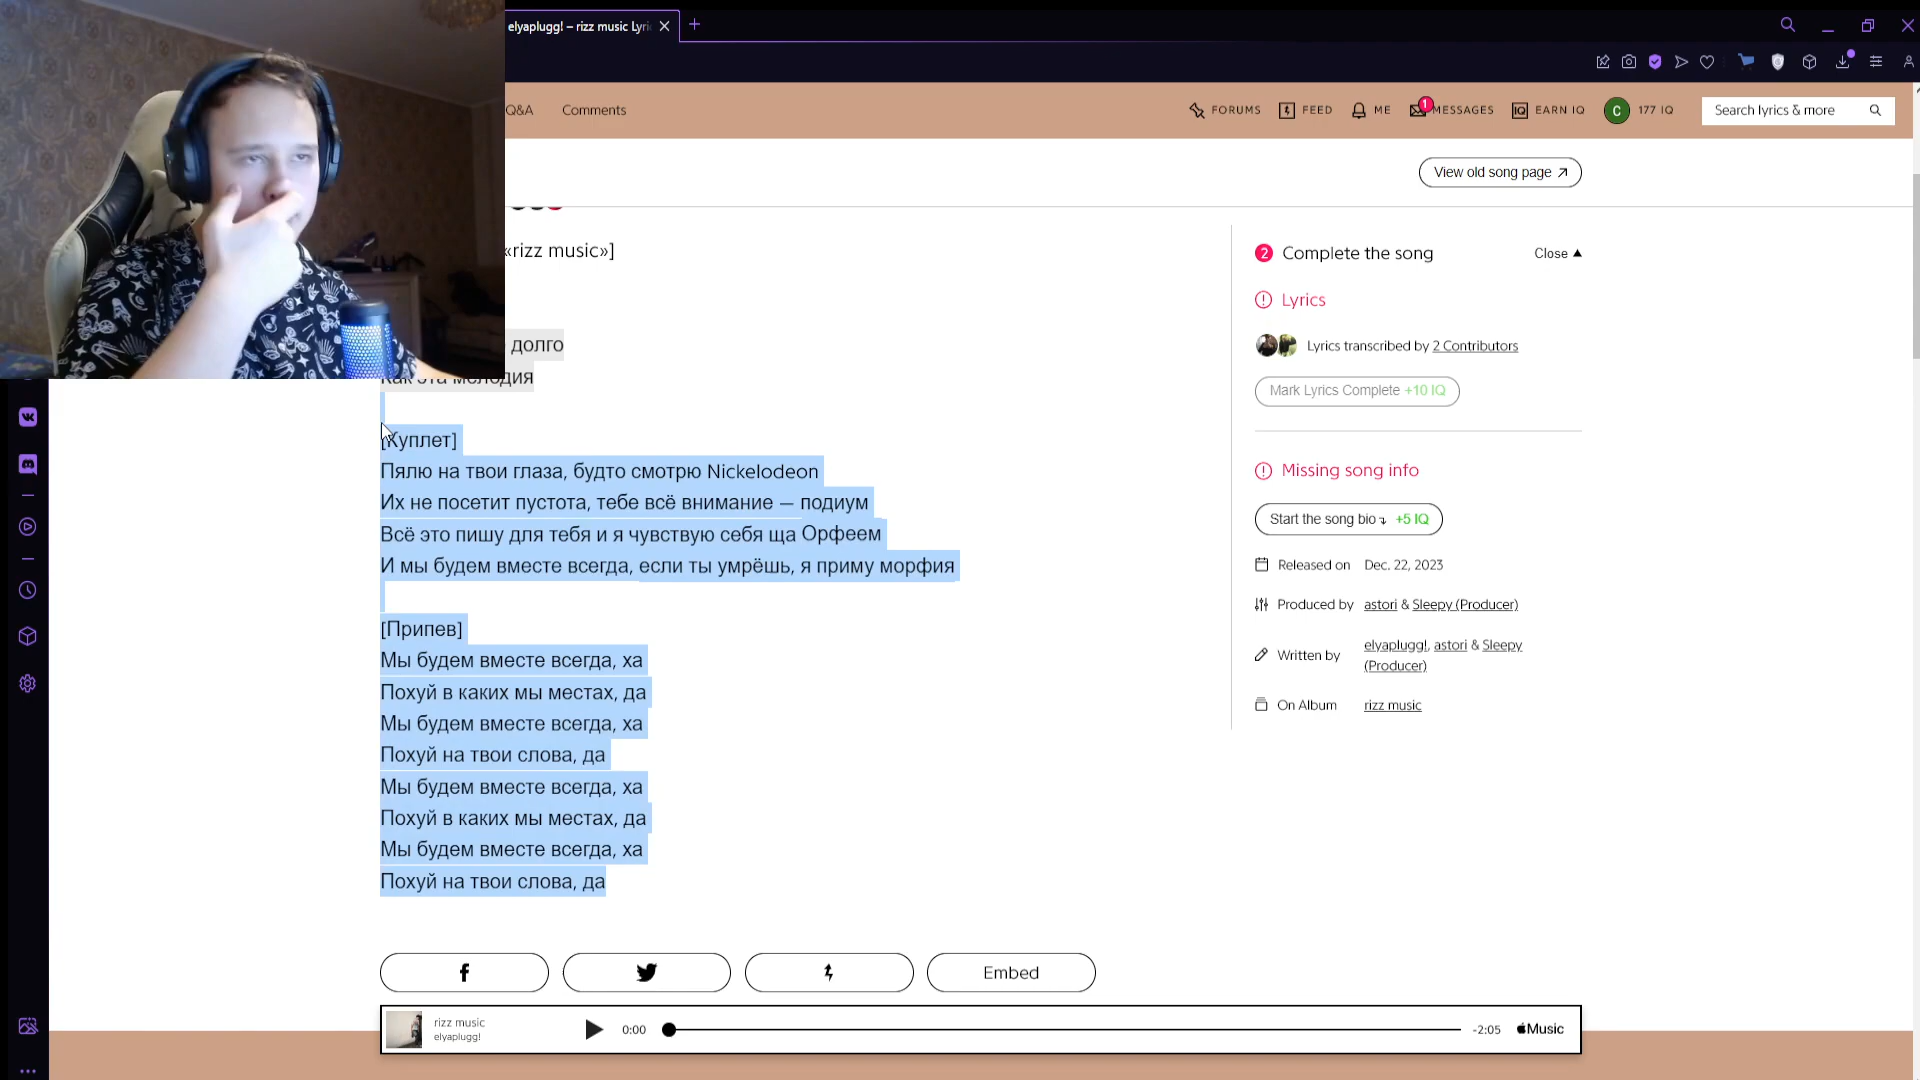 elyaplugg! – rizz music Lyri
Q&A
Comments
FORUMS
FEED
ME
1
MESSAGES
IQ
EARN IQ
C
177 IQ
Search lyrics & more
View old song page
«rizz music»]
долго
Как эта мелодия
[Куплет]
Пялю на твои глаза, будто смотрю Nickelodeon
Их не посетит пустота, тебе всё внимание — подиум
Всё это пишу для тебя и я чувствую себя ща Орфеем
И мы будем вместе всегда, если ты умрёшь, я приму морфия
[Припев]
Мы будем вместе всегда, ха
Похуй в каких мы местах, да
Мы будем вместе всегда, ха
Похуй на твои слова, да
Мы будем вместе всегда, ха
Похуй в каких мы местах, да
Мы будем вместе всегда, ха
Похуй на твои слова, да
2 Complete the song
Close
Lyrics
Lyrics transcribed by 2 Contributors
Mark Lyrics Complete +10 IQ
Missing song info
Start the song bio +5 IQ
Released on Dec. 22, 2023
Produced by astori & Sleepy (Producer)
Written by elyaplugg!, astori & Sleepy
(Producer)
On Album rizz music
Embed
rizz music
elyaplugg!
0:00
-2:05
Music